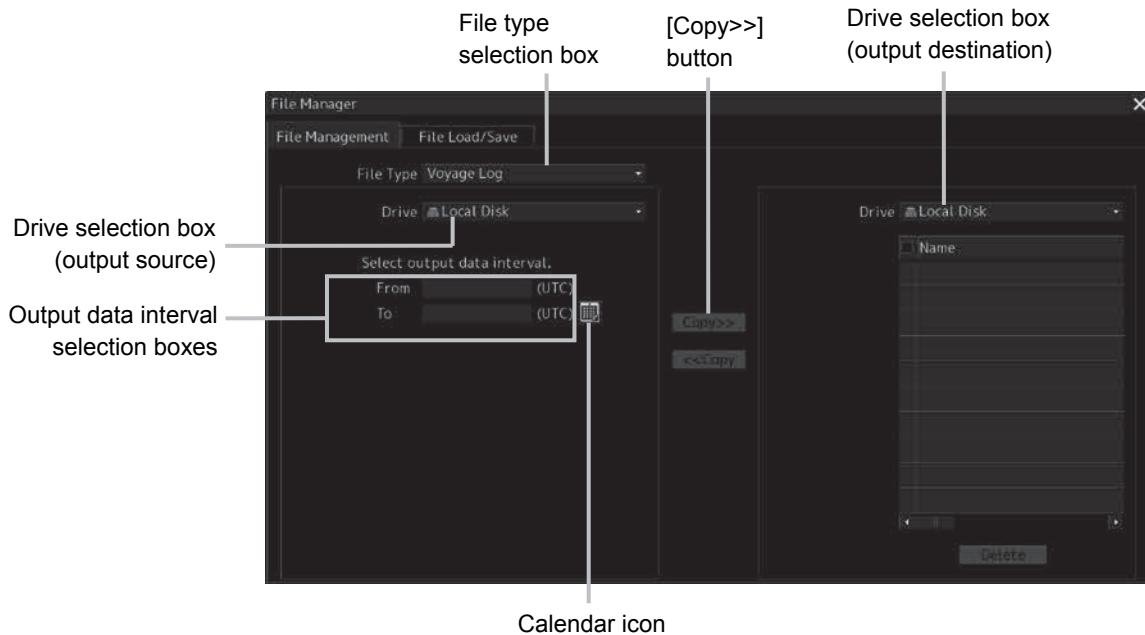 File type
selection box
[Copy>>]
button
Drive selection box
(output destination)
File Manager
File Management
File Load/Save
File Type
Voyage Log
Drive
Local Disk
Drive
Local Disk
Name
Drive selection box
(output source)
Select output data interval.
From
(UTC)
To
(UTC)
Output data interval
selection boxes
Copy>>
<<Copy
Delete
Calendar icon